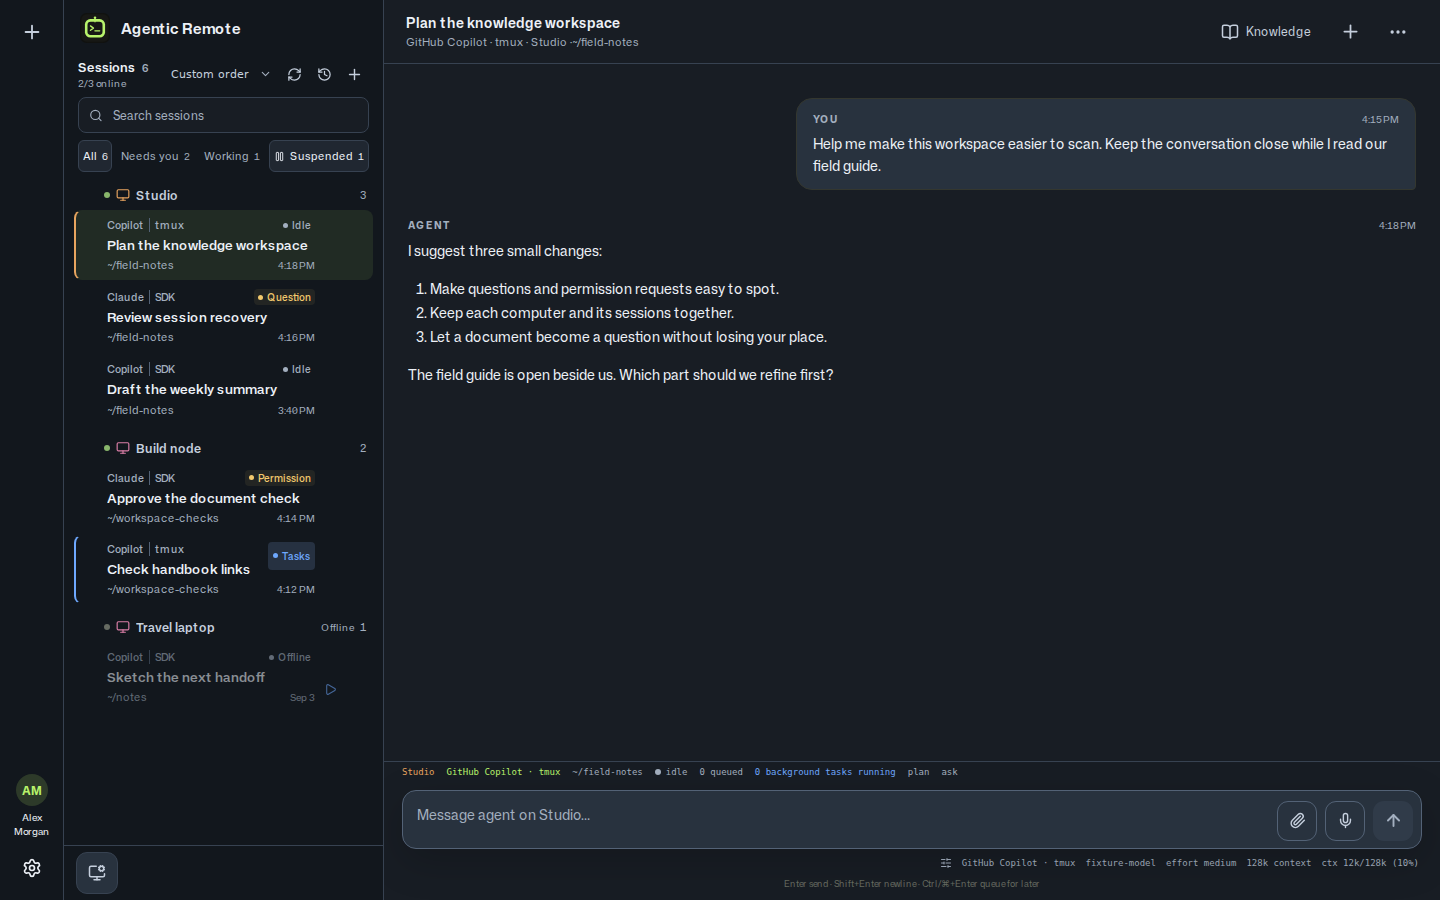 Agentic Remote
Sessions 6
2/3 online
Custom order
Search sessions
All 6
Needs you 2
Working 1
Suspended 1
Studio 3
Copilot | tmux Idle
Plan the knowledge workspace
~/field-notes 4:18 PM
Claude | SDK Question
Review session recovery
~/field-notes 4:16 PM
Copilot | SDK Idle
Draft the weekly summary
~/field-notes 3:40 PM
Build node 2
Claude | SDK Permission
Approve the document check
~/workspace-checks 4:14 PM
Copilot | tmux Tasks
Check handbook links
~/workspace-checks 4:12 PM
Travel laptop Offline 1
Copilot | SDK Offline
Sketch the next handoff
~/notes Sep 3
AM
Alex
Morgan
Plan the knowledge workspace
GitHub Copilot · tmux · Studio · ~/field-notes
Knowledge
YOU 4:15 PM
Help me make this workspace easier to scan. Keep the conversation close while I read our
field guide.
AGENT 4:18 PM
I suggest three small changes:
1. Make questions and permission requests easy to spot.
2. Keep each computer and its sessions together.
3. Let a document become a question without losing your place.
The field guide is open beside us. Which part should we refine first?
Studio GitHub Copilot · tmux ~/field-notes idle 0 queued 0 background tasks running plan ask
Message agent on Studio...
GitHub Copilot · tmux fixture-model effort medium 128k context ctx 12k/128k (10%)
Enter send · Shift+Enter newline · Ctrl/⌘+Enter queue for later